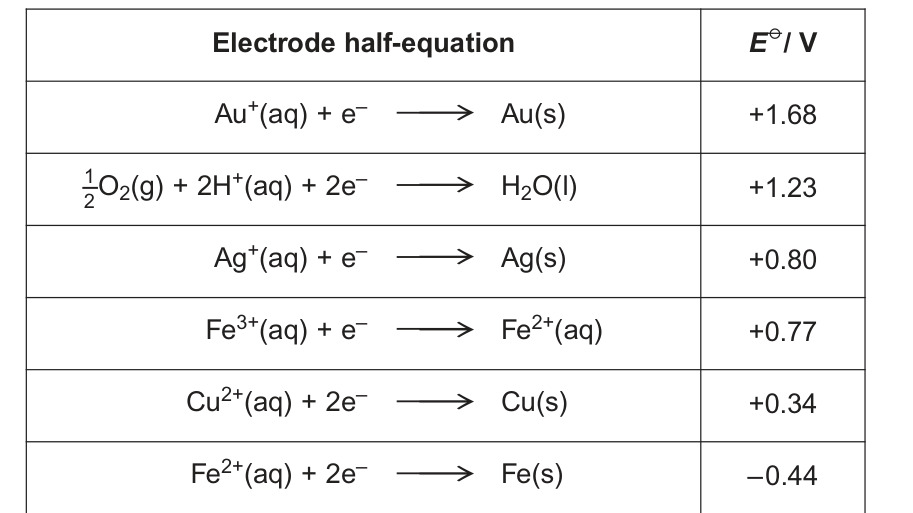 Electrode half-equation E⦵/ V
Au⁺(aq) + e⁻ ⟶ Au(s) +1.68
½O₂(g) + 2H⁺(aq) + 2e⁻ ⟶ H₂O(l) +1.23
Ag⁺(aq) + e⁻ ⟶ Ag(s) +0.80
Fe³⁺(aq) + e⁻ ⟶ Fe²⁺(aq) +0.77
Cu²⁺(aq) + 2e⁻ ⟶ Cu(s) +0.34
Fe²⁺(aq) + 2e⁻ ⟶ Fe(s) −0.44